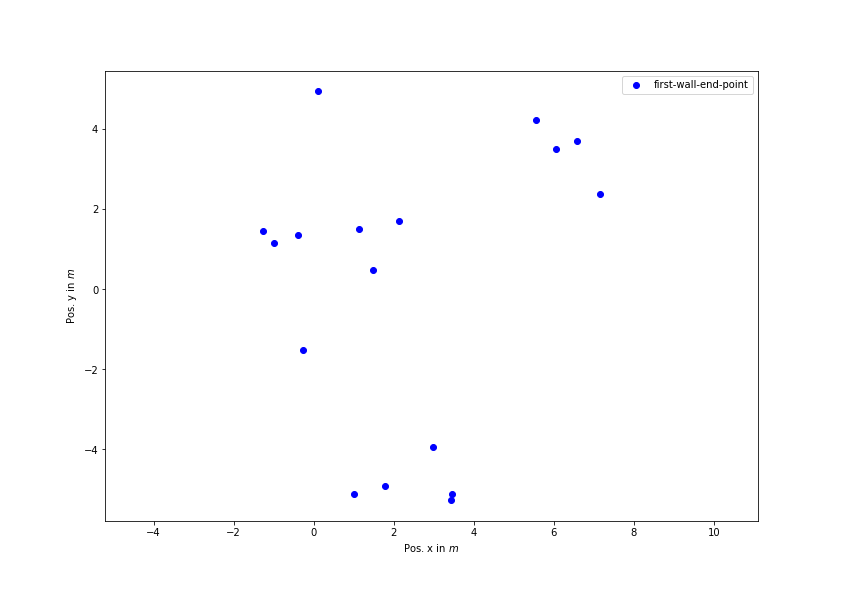 first-wall-end-point
4
2
0
−2
−4
Pos. y in m
−4 −2 0 2 4 6 8 10
Pos. x in m